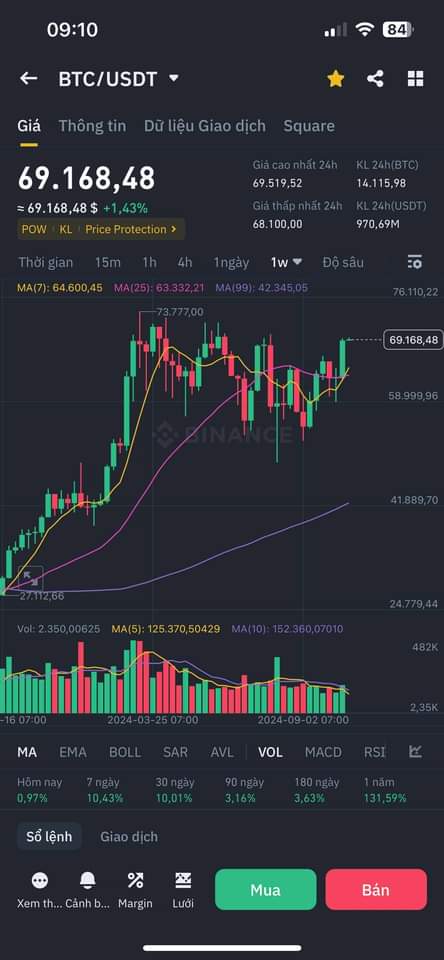 09:10
84
BTC/USDT
Giá Thông tin Dữ liệu Giao dịch Square
69.168,48
≈ 69.168,48 $ +1,43%
POW KL Price Protection >
Giá cao nhất 24h KL 24h(BTC)
69.519,52 14.115,98
Giá thấp nhất 24h KL 24h(USDT)
68.100,00 970,69M
Thời gian 15m 1h 4h 1ngày 1w Độ sâu
MA(7): 64.600,45 MA(25): 63.332,21 MA(99): 42.345,05
76.110,22
73.777,00
69.168,48
58.999,96
BINANCE
41.889,70
27.112,66
24.779,44
Vol: 2.350,00625 MA(5): 125.370,50429 MA(10): 152.360,07010
482K
2,35K
-16 07:00 2024-03-25 07:00 2024-09-02 07:00
MA EMA BOLL SAR AVL VOL MACD RSI
Hôm nay 7 ngày 30 ngày 90 ngày 180 ngày 1 năm
0,97% 10,43% 10,01% 3,16% 3,63% 131,59%
Sổ lệnh Giao dịch
Xem th... Cảnh b... Margin Lưới
Mua Bán